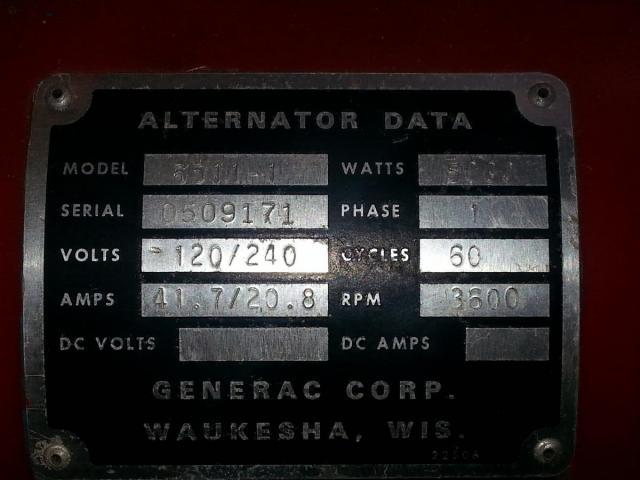 ALTERNATOR DATA
MODEL WATTS
SERIAL 0509171 PHASE 1
VOLTS -120/240 CYCLES 60
AMPS 41.7/20.8 RPM 3600
DC VOLTS DC AMPS
GENERAC CORP.
WAUKESHA, WIS.